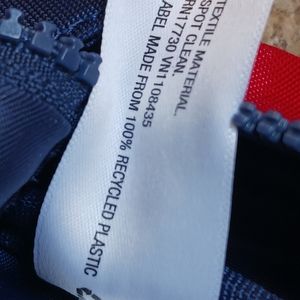 TEXTILE MATERIAL.
SPOT CLEAN.
RN17730 VN1108435
LABEL MADE FROM 100% RECYCLED PLASTIC